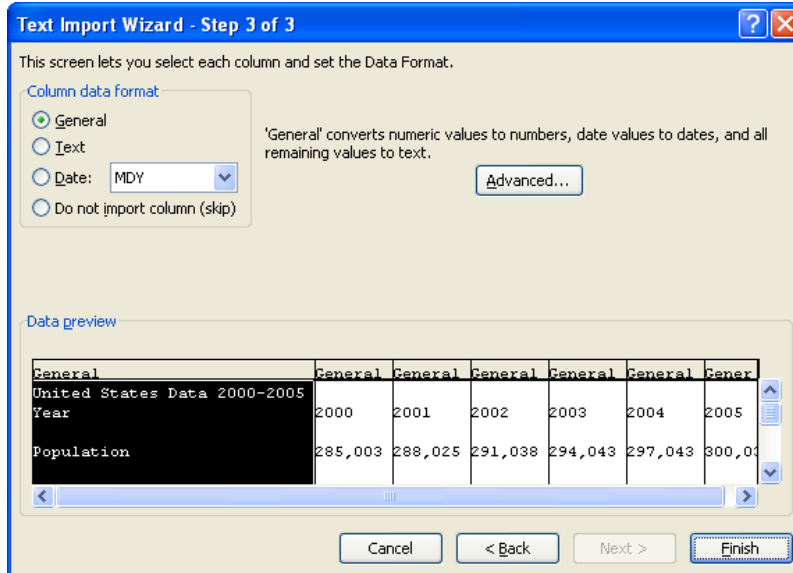 Text Import Wizard - Step 3 of 3
This screen lets you select each column and set the Data Format.
Column data format
General
Text
Date: MDY
Do not import column (skip)
'General' converts numeric values to numbers, date values to dates, and all
remaining values to text.
Advanced...
Data preview
General General General General General General Gener
United States Data 2000-2005
Year 2000 2001 2002 2003 2004 2005
Population 285,003 288,025 291,038 294,043 297,043 300,03
Cancel < Back Next > Finish